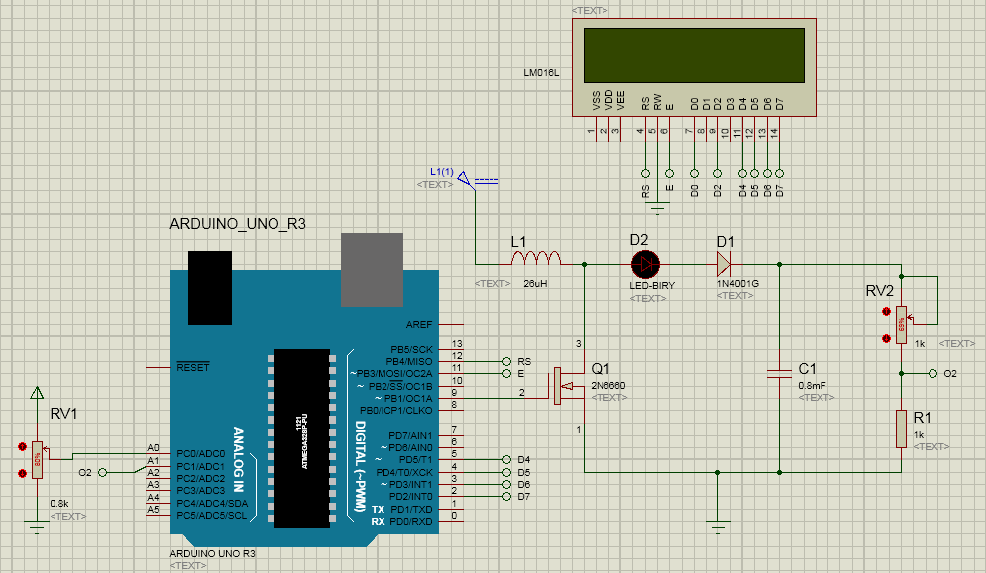 <TEXT>
LM016L
VSS VDD VEE RS RW E D0 D1 D2 D3 D4 D5 D6 D7
1 2 3 4 5 6 7 8 9 10 11 12 13 14
RS E D0 D2 D4 D5 D6 D7
L1(1)
<TEXT>
ARDUINO_UNO_R3
L1
<TEXT>
26uH
D2
LED-BIRY
<TEXT>
D1
1N4001G
<TEXT>
RV2
69%
1k
<TEXT>
O2
R1
1k
<TEXT>
C1
0.8mF
<TEXT>
Q1
2N6660
<TEXT>
3
2
1
AREF
RESET
PB5/SCK 13
PB4/MISO 12 RS
~PB3/MOSI/OC2A 11 E
~PB2/SS/OC1B 10
~PB1/OC1A 9
PB0/ICP1/CLKO 8
PD7/AIN1 7
~PD6/AIN0 6
~PD5/T1 5 D4
PD4/T0/XCK 4 D5
~PD3/INT1 3 D6
PD2/INT0 2 D7
TX PD1/TXD 1
RX PD0/RXD 0
DIGITAL (~PWM)
1121
ATMEGA328P-PU
ANALOG IN
A0 PC0/ADC0
A1 PC1/ADC1
A2 PC2/ADC2
A3 PC3/ADC3
A4 PC4/ADC4/SDA
A5 PC5/ADC5/SCL
O2
RV1
80%
0.8k
<TEXT>
ARDUINO UNO R3
<TEXT>